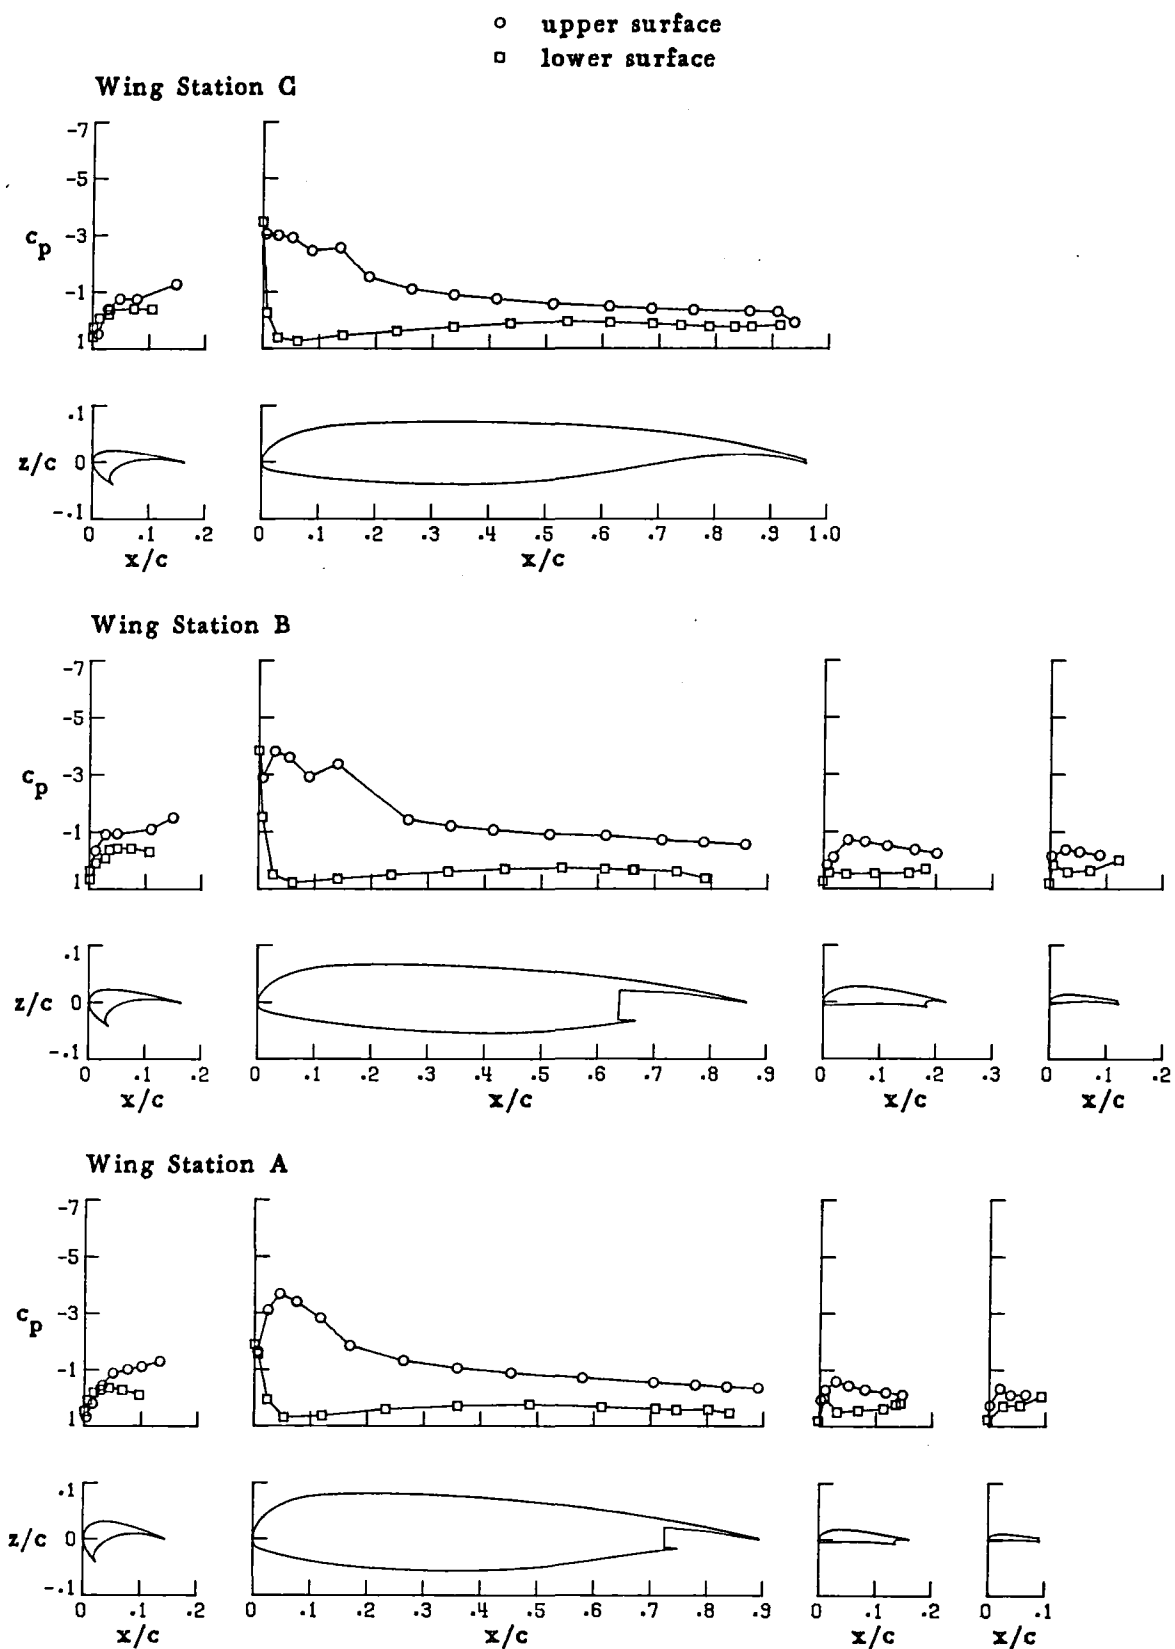 upper surface
lower surface
Wing Station C
-7
-5
c_p -3
-1
1
.1
z/c 0
-.1
0 .1 .2 0 .1 .2 .3 .4 .5 .6 .7 .8 .9 1.0
x/c x/c
Wing Station B
-7
-5
c_p -3
-1
1
.1
z/c 0
-.1
0 .1 .2 0 .1 .2 .3 .4 .5 .6 .7 .8 .9 0 .1 .2 .3 0 .1 .2
x/c x/c x/c x/c
Wing Station A
-7
-5
c_p -3
-1
1
.1
z/c 0
-.1
0 .1 .2 0 .1 .2 .3 .4 .5 .6 .7 .8 .9 0 .1 .2 0 .1
x/c x/c x/c x/c